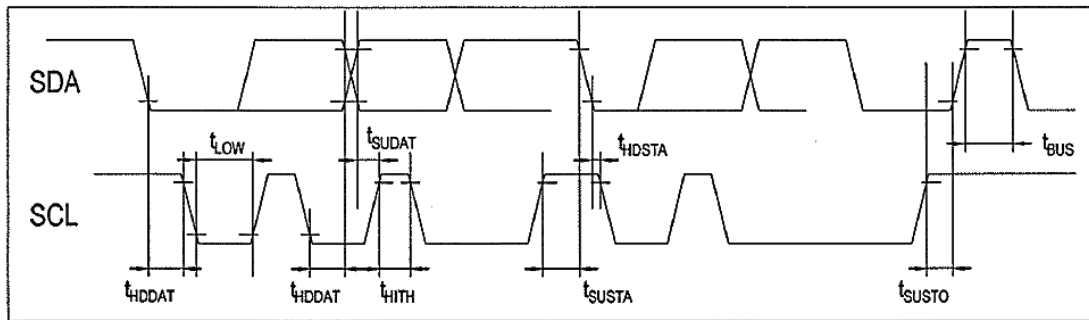 SDA
tLOW
tSUDAT
tHDSTA
tBUS
SCL
tHDDAT
tHDDAT
tHITH
tSUSTA
tSUSTO